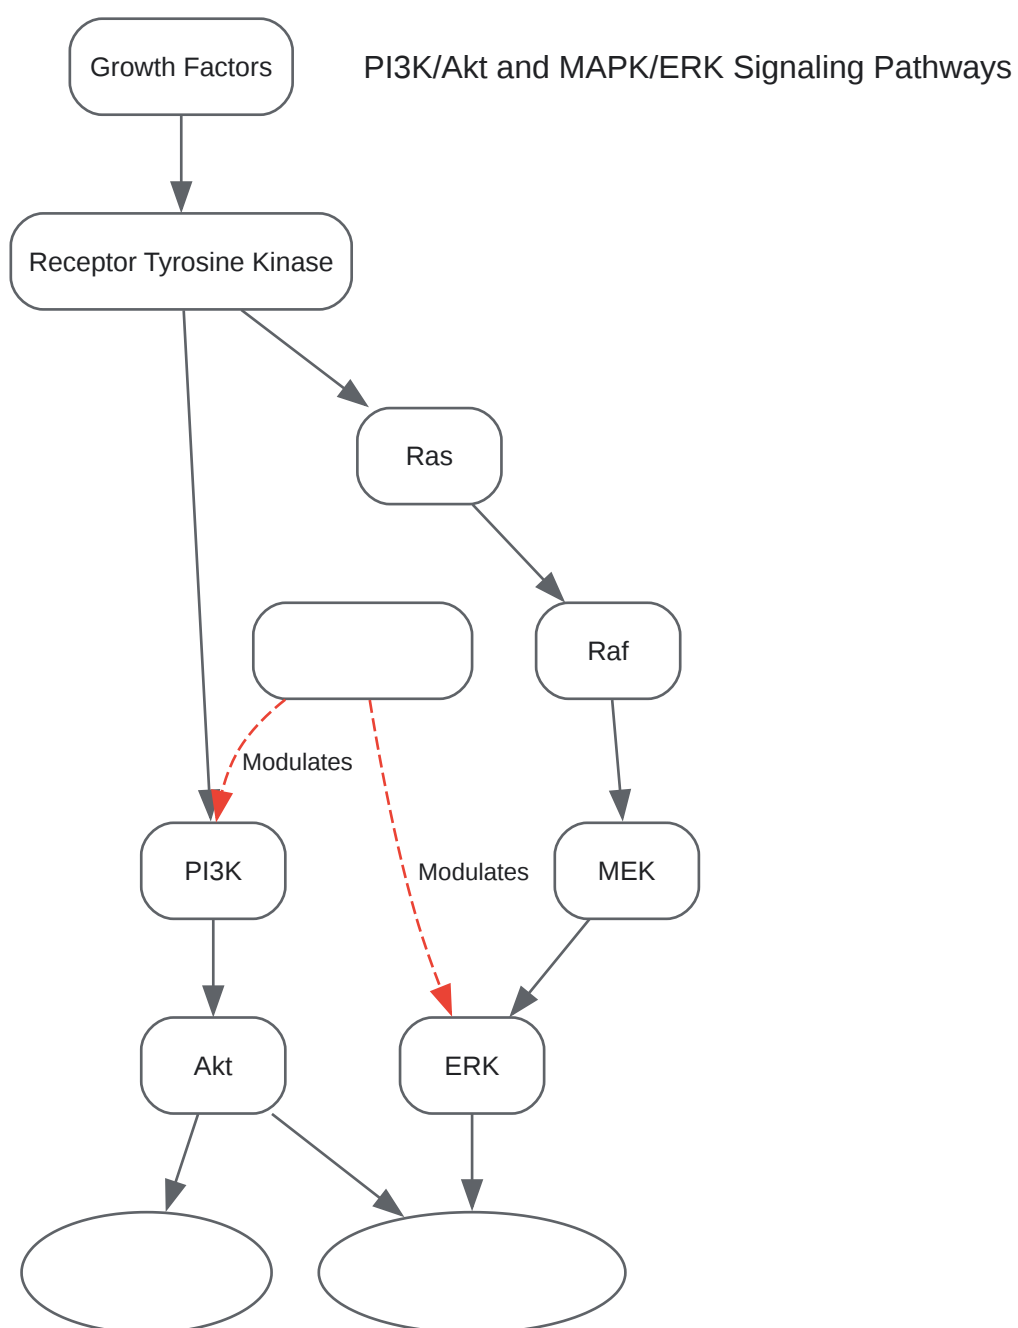 Growth Factors
PI3K/Akt and MAPK/ERK Signaling Pathways
Receptor Tyrosine Kinase
Ras
Raf
Modulates
PI3K
Modulates
MEK
Akt
ERK